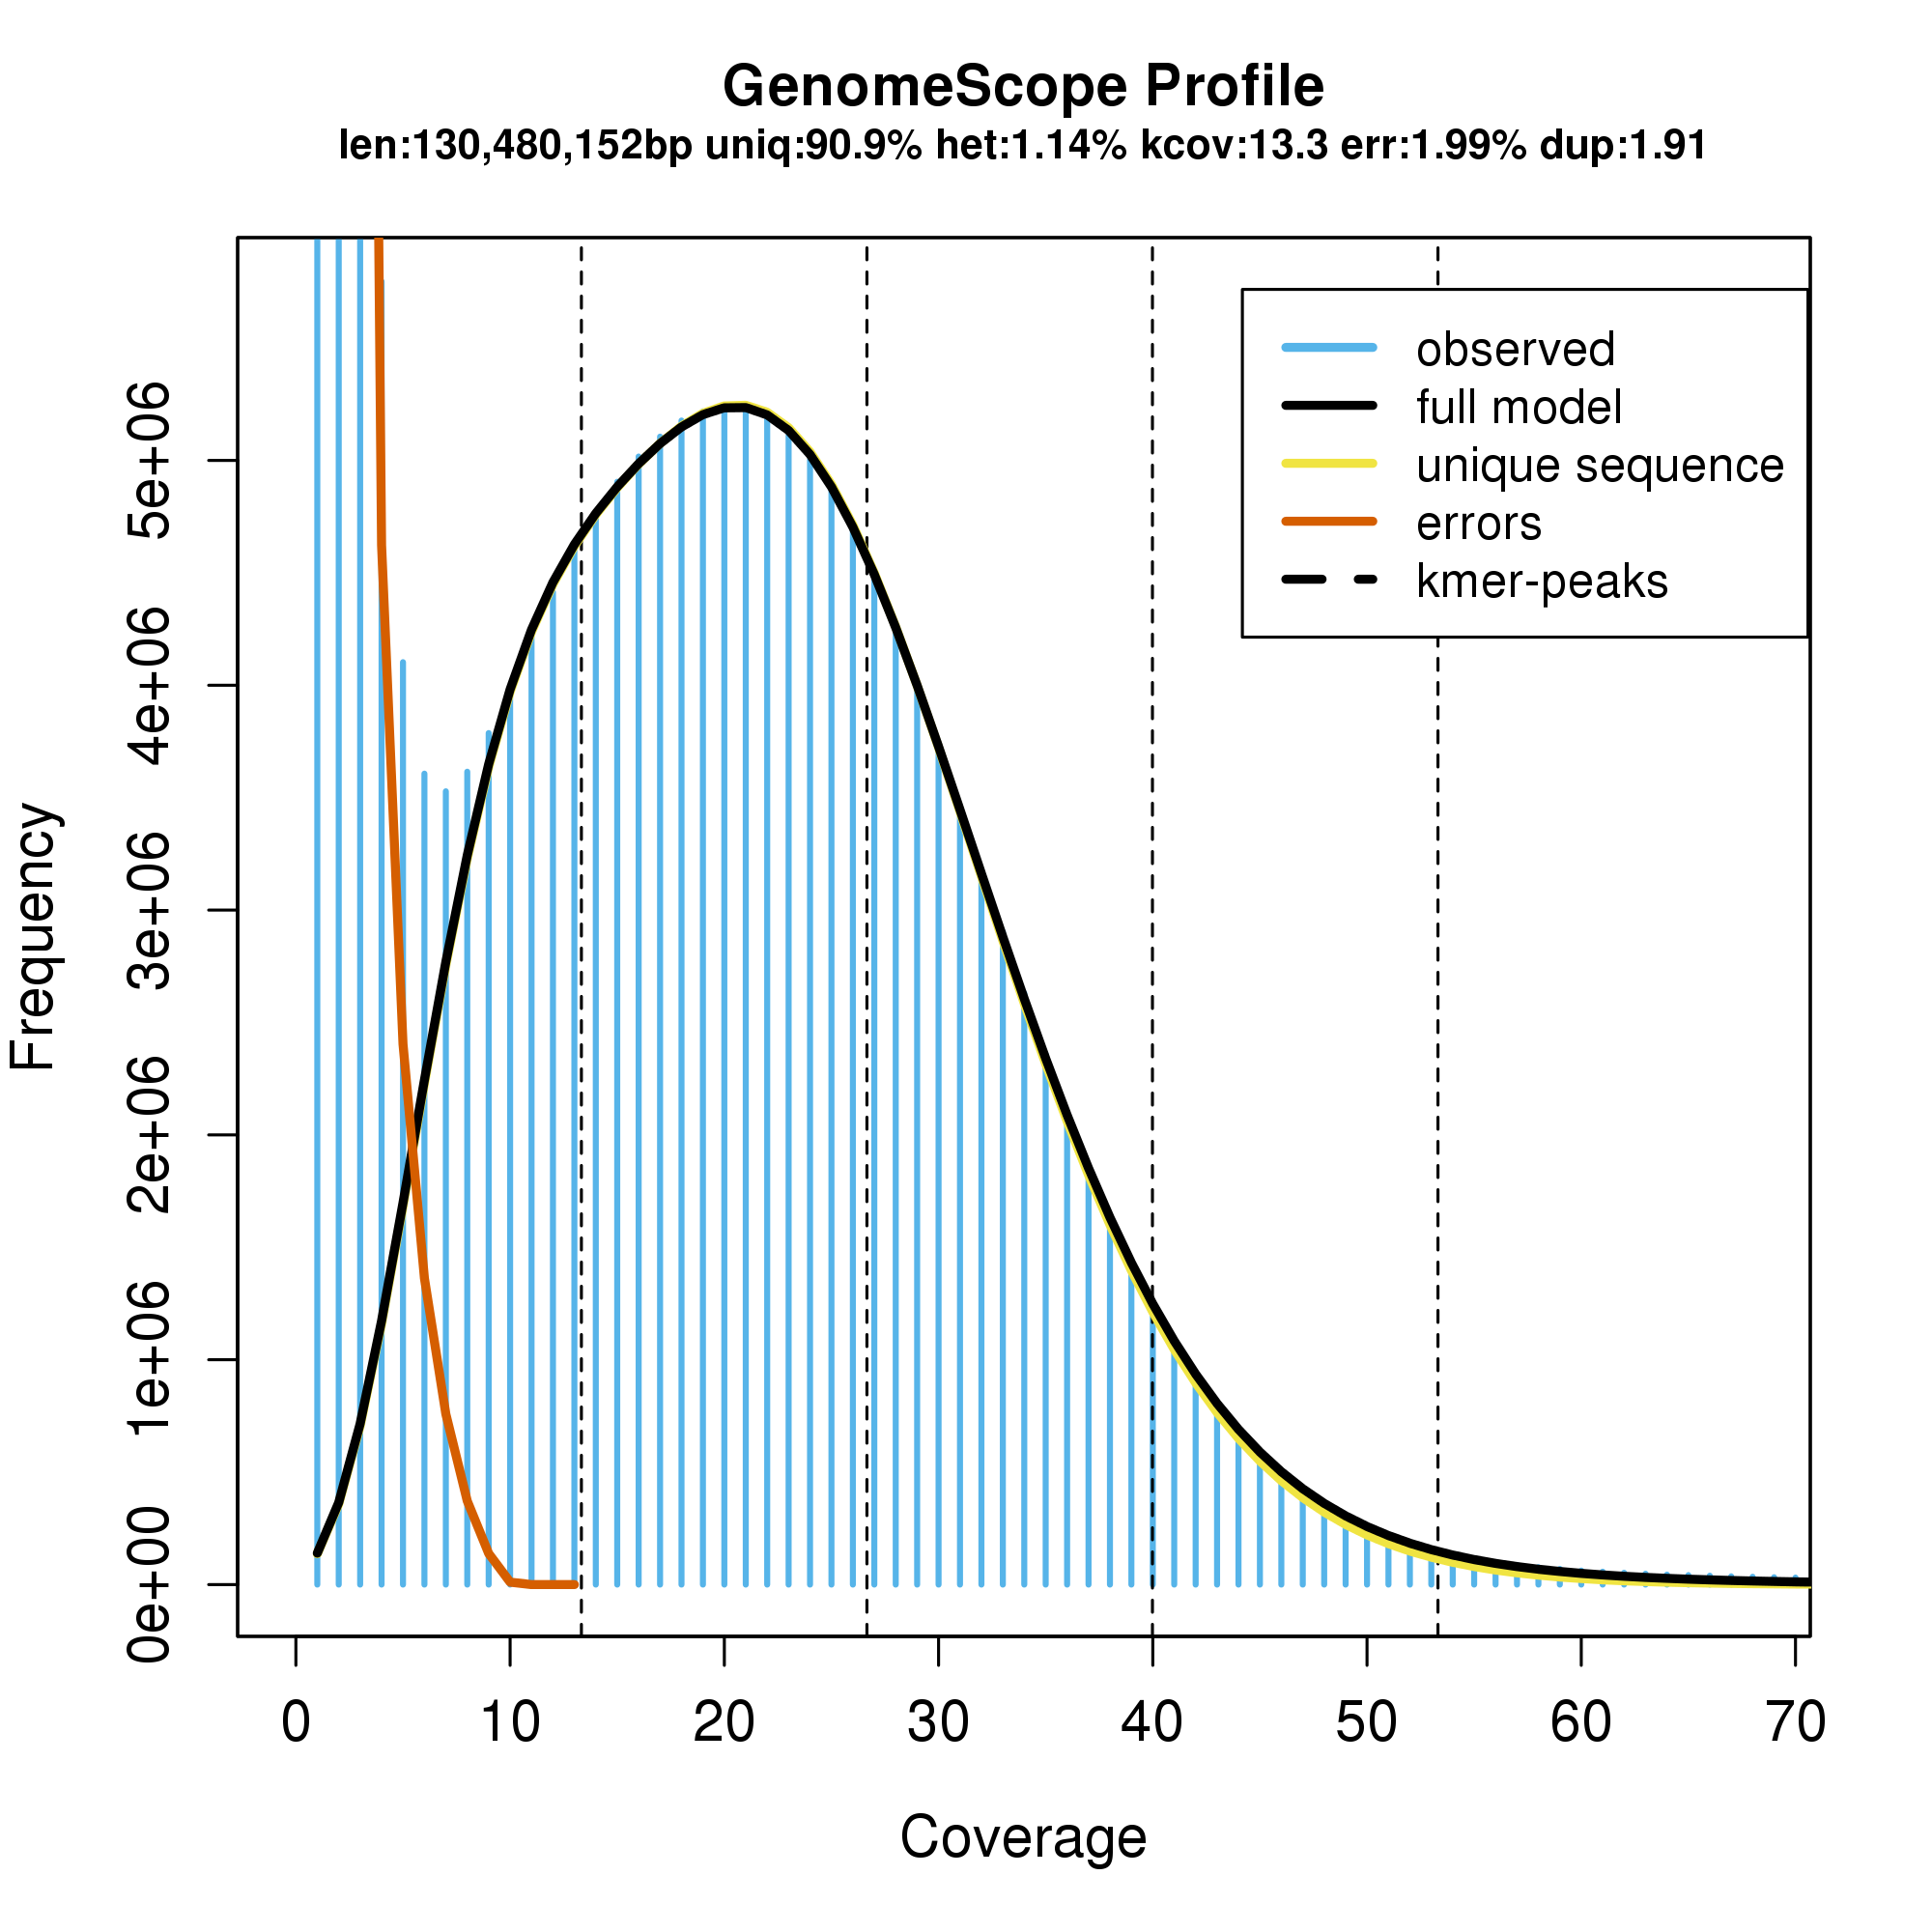 GenomeScope Profile
len:130,480,152bp uniq:90.9% het:1.14% kcov:13.3 err:1.99% dup:1.91
observed
full model
unique sequence
errors
kmer-peaks
Frequency
5e+06
4e+06
3e+06
2e+06
1e+06
0e+00
0 10 20 30 40 50 60 70
Coverage